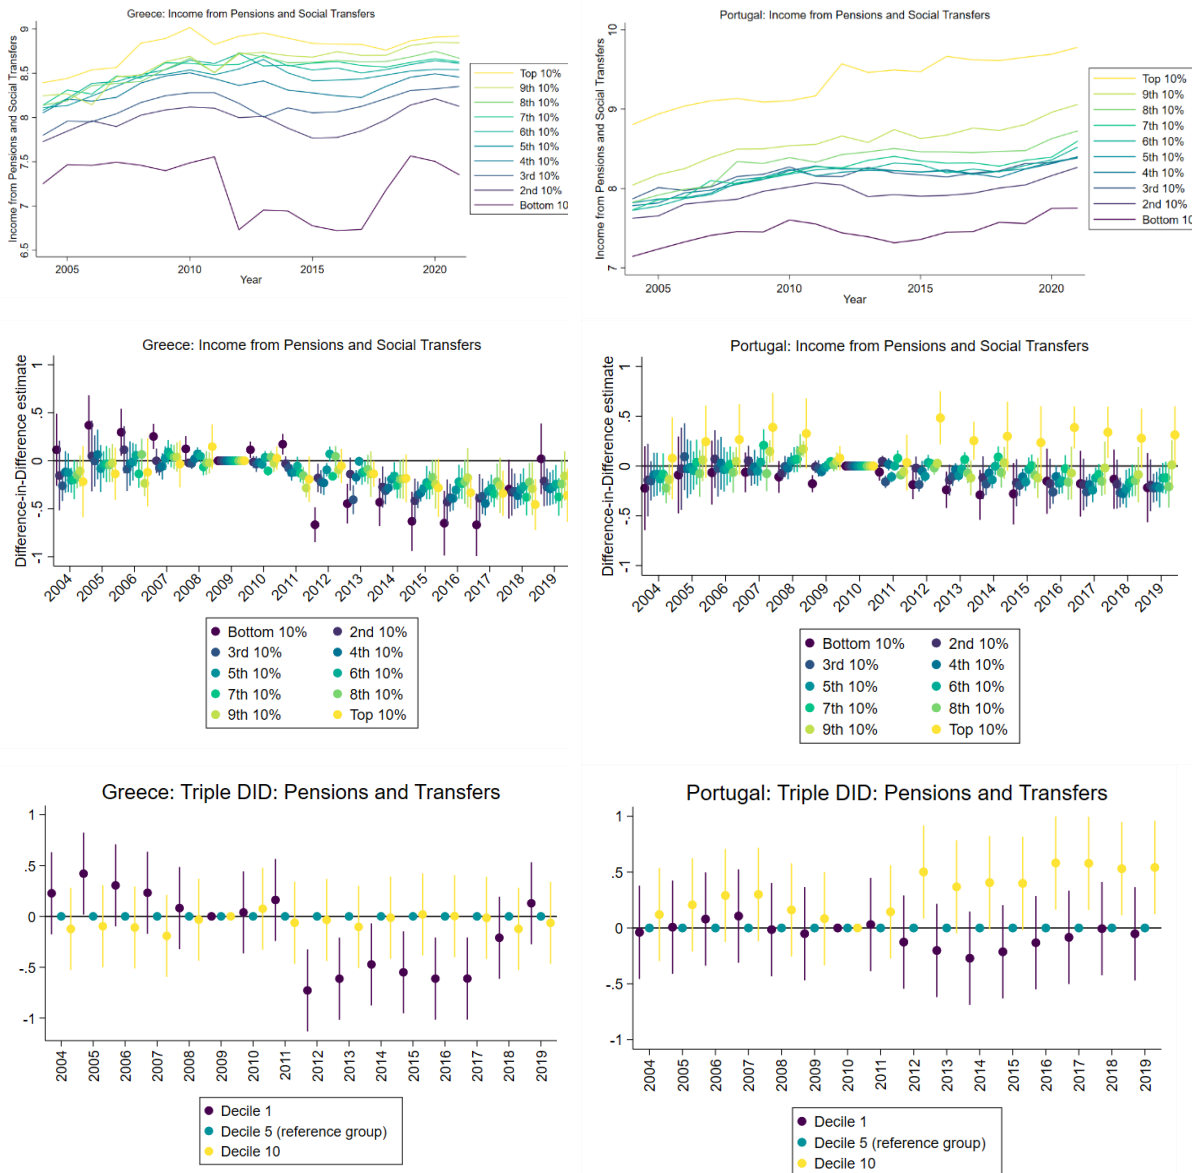 Greece: Income from Pensions and Social Transfers
Income from Pensions and Social Transfers
9
8.5
8
7.5
7
6.5
2005
2010
2015
2020
Year
Top 10%
9th 10%
8th 10%
7th 10%
6th 10%
5th 10%
4th 10%
3rd 10%
2nd 10%
Bottom 10
Portugal: Income from Pensions and Social Transfers
Income from Pensions and Social Transfers
10
9
8
7
2005
2010
2015
2020
Year
Top 10%
9th 10%
8th 10%
7th 10%
6th 10%
5th 10%
4th 10%
3rd 10%
2nd 10%
Bottom 10
Greece: Income from Pensions and Social Transfers
Difference-in-Difference estimate
1
.5
0
-.5
-1
2004 2005 2006 2007 2008 2009 2010 2011 2012 2013 2014 2015 2016 2017 2018 2019
Bottom 10% 2nd 10%
3rd 10% 4th 10%
5th 10% 6th 10%
7th 10% 8th 10%
9th 10% Top 10%
Portugal: Income from Pensions and Social Transfers
Difference-in-Difference estimate
1
.5
0
-.5
-1
2004 2005 2006 2007 2008 2009 2010 2011 2012 2013 2014 2015 2016 2017 2018 2019
Bottom 10% 2nd 10%
3rd 10% 4th 10%
5th 10% 6th 10%
7th 10% 8th 10%
9th 10% Top 10%
Greece: Triple DID: Pensions and Transfers
1
.5
0
-.5
-1
2004 2005 2006 2007 2008 2009 2010 2011 2012 2013 2014 2015 2016 2017 2018 2019
Decile 1
Decile 5 (reference group)
Decile 10
Portugal: Triple DID: Pensions and Transfers
1
.5
0
-.5
-1
2004 2005 2006 2007 2008 2009 2010 2011 2012 2013 2014 2015 2016 2017 2018 2019
Decile 1
Decile 5 (reference group)
Decile 10